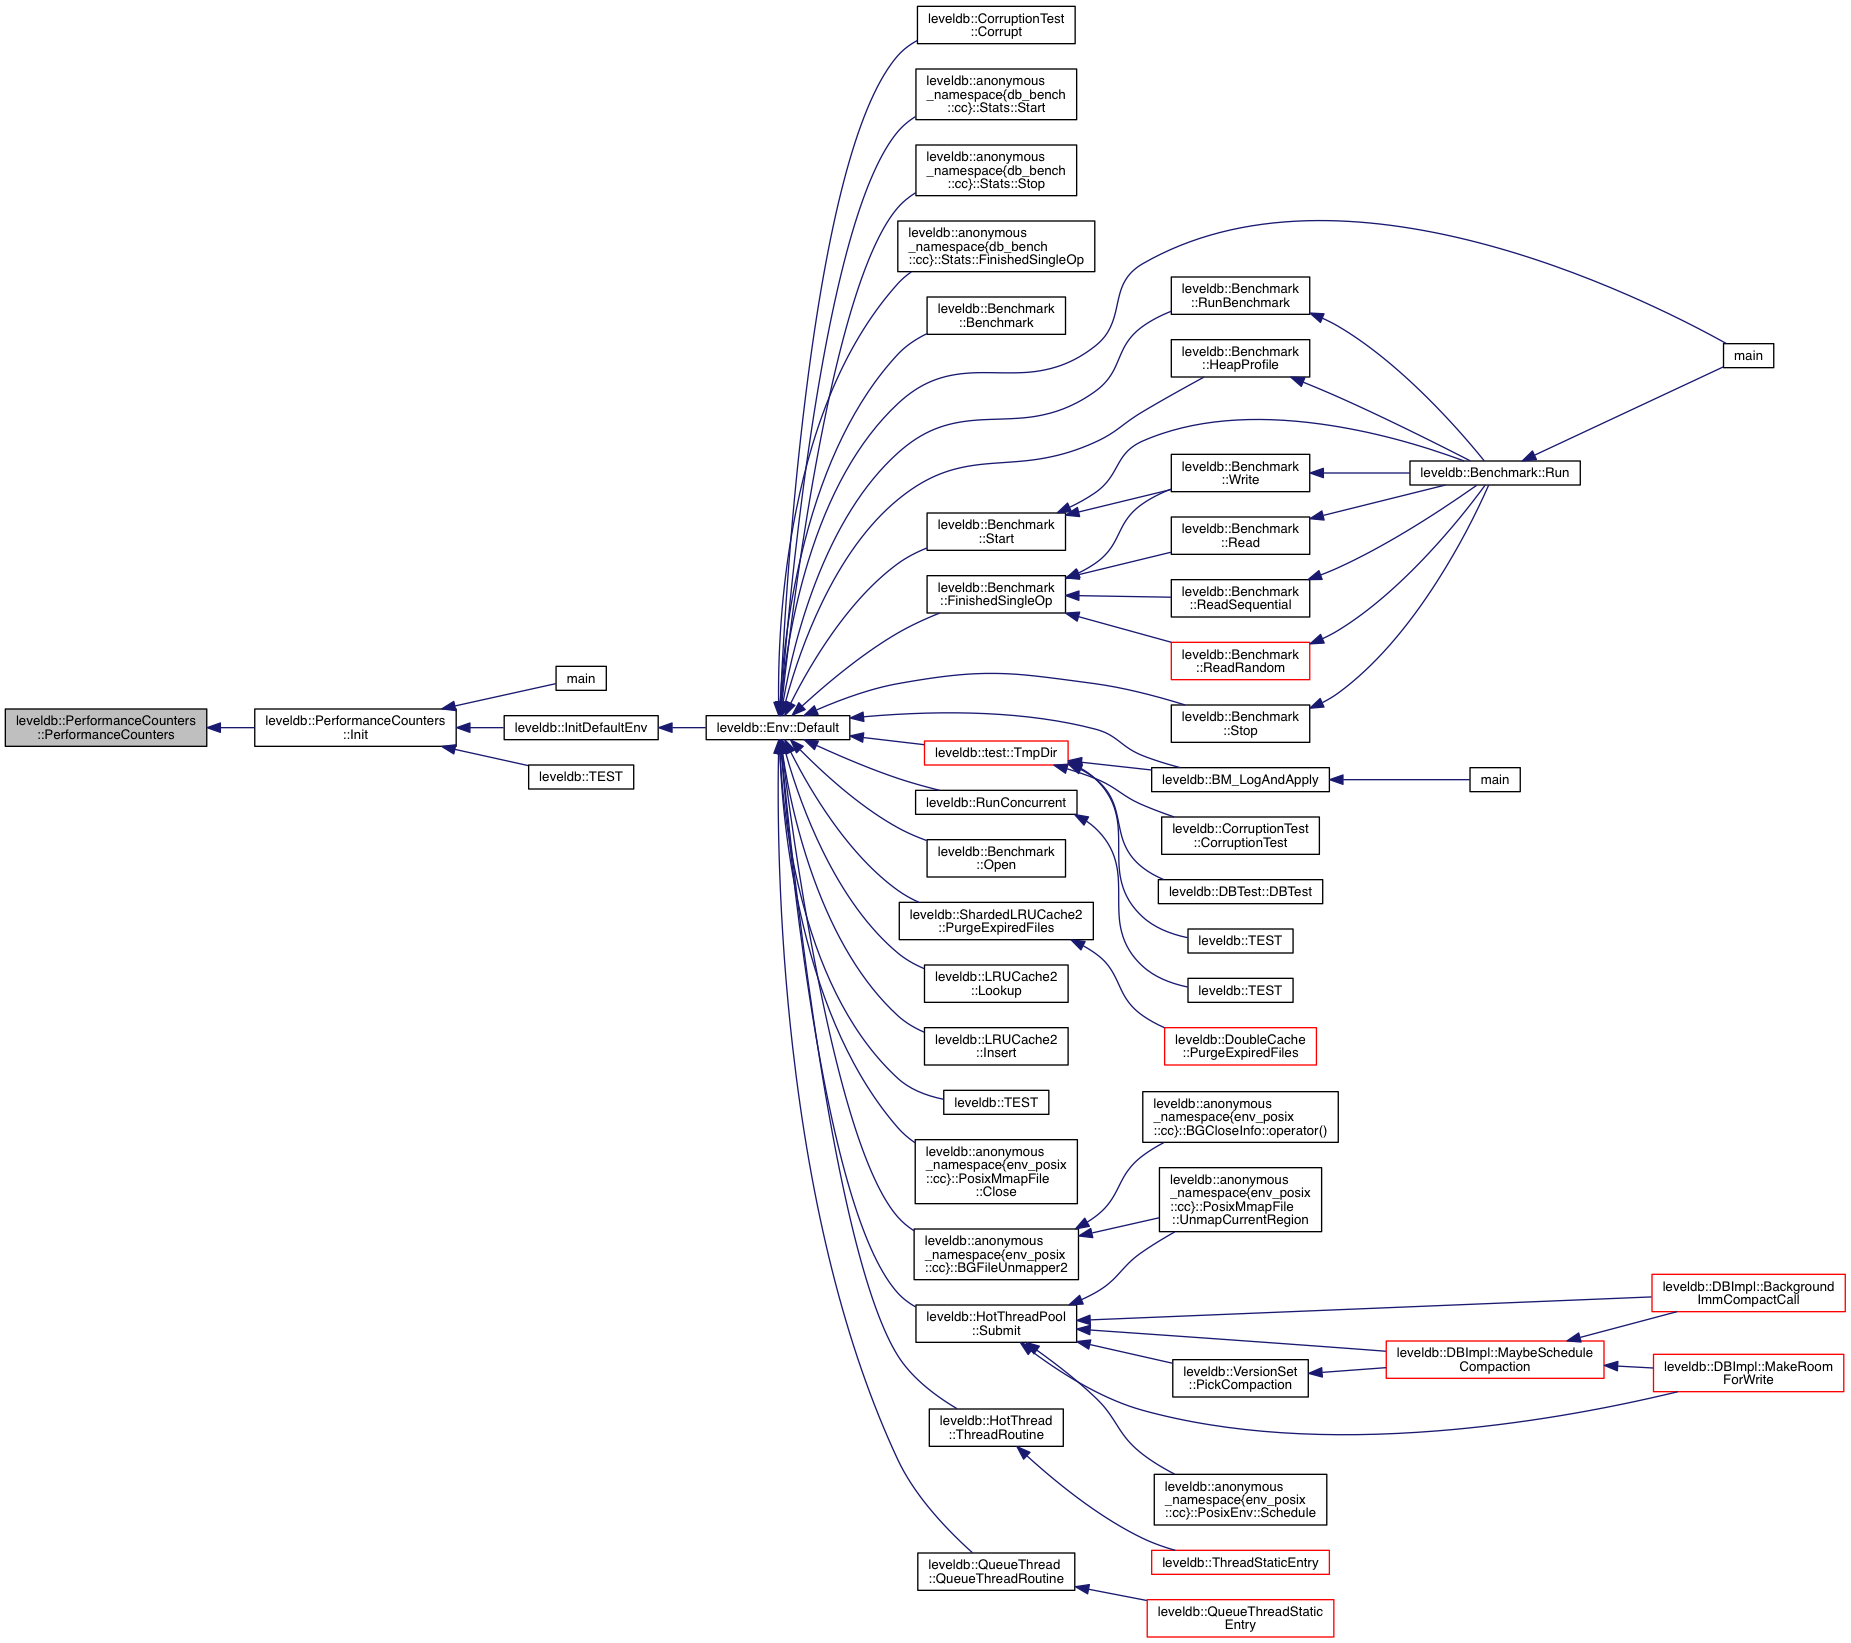 leveldb::CorruptionTest
::Corrupt
leveldb::anonymous
_namespace{db_bench
::cc}::Stats::Start
leveldb::anonymous
_namespace{db_bench
::cc}::Stats::Stop
leveldb::anonymous
_namespace{db_bench
::cc}::Stats::FinishedSingleOp
leveldb::Benchmark
::Benchmark
leveldb::Benchmark
::RunBenchmark
leveldb::Benchmark
::HeapProfile
main
leveldb::Benchmark
::Write
leveldb::Benchmark::Run
leveldb::Benchmark
::Start
leveldb::Benchmark
::Read
leveldb::Benchmark
::FinishedSingleOp
leveldb::Benchmark
::ReadSequential
leveldb::Benchmark
::ReadRandom
main
leveldb::PerformanceCounters
::PerformanceCounters
leveldb::PerformanceCounters
::Init
leveldb::InitDefaultEnv
leveldb::Env::Default
leveldb::Benchmark
::Stop
leveldb::TEST
leveldb::test::TmpDir
leveldb::BM_LogAndApply
main
leveldb::RunConcurrent
leveldb::CorruptionTest
::CorruptionTest
leveldb::Benchmark
::Open
leveldb::DBTest::DBTest
leveldb::ShardedLRUCache2
::PurgeExpiredFiles
leveldb::TEST
leveldb::LRUCache2
::Lookup
leveldb::TEST
leveldb::LRUCache2
::Insert
leveldb::DoubleCache
::PurgeExpiredFiles
leveldb::TEST
leveldb::anonymous
_namespace{env_posix
::cc}::BGCloseInfo::operator()
leveldb::anonymous
_namespace{env_posix
::cc}::PosixMmapFile
::Close
leveldb::anonymous
_namespace{env_posix
::cc}::PosixMmapFile
::UnmapCurrentRegion
leveldb::anonymous
_namespace{env_posix
::cc}::BGFileUnmapper2
leveldb::HotThreadPool
::Submit
leveldb::DBImpl::Background
ImmCompactCall
leveldb::DBImpl::MaybeSchedule
Compaction
leveldb::VersionSet
::PickCompaction
leveldb::DBImpl::MakeRoom
ForWrite
leveldb::HotThread
::ThreadRoutine
leveldb::anonymous
_namespace{env_posix
::cc}::PosixEnv::Schedule
leveldb::ThreadStaticEntry
leveldb::QueueThread
::QueueThreadRoutine
leveldb::QueueThreadStatic
Entry